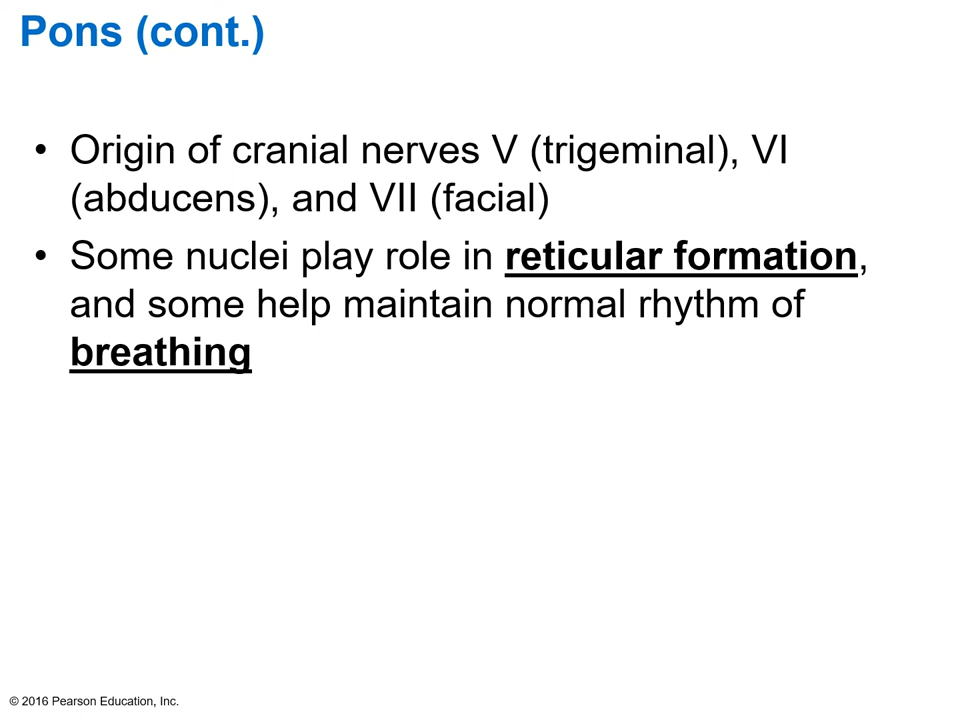 Pons (cont.)
• Origin of cranial nerves V (trigeminal), VI
(abducens), and VII (facial)
• Some nuclei play role in reticular formation,
and some help maintain normal rhythm of
breathing
© 2016 Pearson Education, Inc.